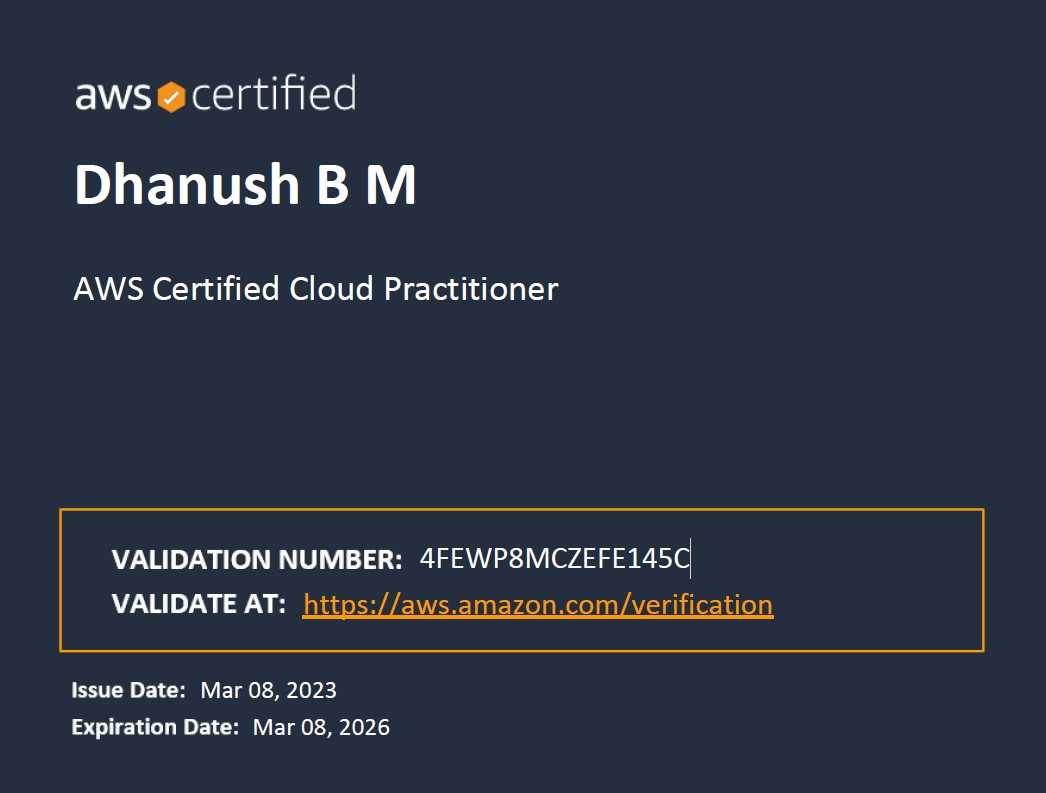 aws certified
Dhanush B M
AWS Certified Cloud Practitioner
VALIDATION NUMBER: 4FEWP8MCZEFE145C
VALIDATE AT: https://aws.amazon.com/verification
Issue Date: Mar 08, 2023
Expiration Date: Mar 08, 2026